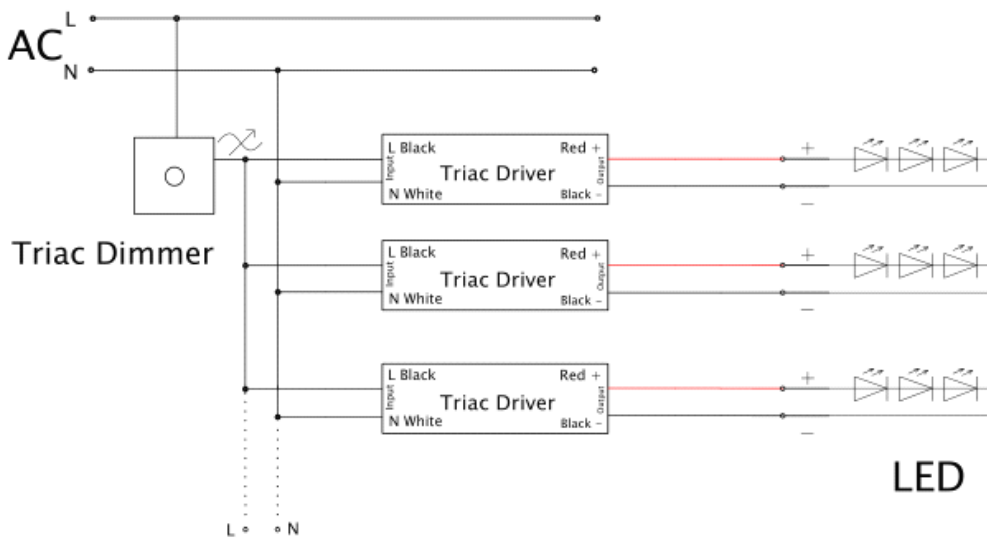 L
AC
N
L Black
Red +
Input
Triac Driver
Output
N White
Black -
Triac Dimmer
+
-
L Black
Red +
Input
Triac Driver
Output
N White
Black -
+
-
L Black
Red +
Input
Triac Driver
Output
N White
Black -
+
-
LED
L
N